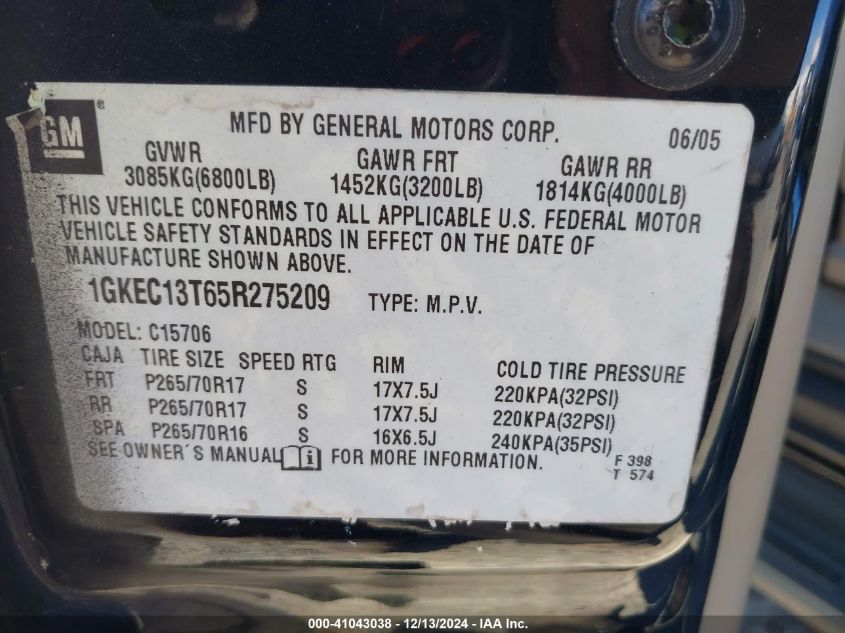 GM ®
MFD BY GENERAL MOTORS CORP. 06/05
GVWR GAWR FRT GAWR RR
3085KG(6800LB) 1452KG(3200LB) 1814KG(4000LB)
THIS VEHICLE CONFORMS TO ALL APPLICABLE U.S. FEDERAL MOTOR
VEHICLE SAFETY STANDARDS IN EFFECT ON THE DATE OF
MANUFACTURE SHOWN ABOVE.
1GKEC13T65R275209 TYPE: M.P.V.
MODEL: C15706
CAJA TIRE SIZE SPEED RTG RIM COLD TIRE PRESSURE
FRT P265/70R17 S 17X7.5J 220KPA(32PSI)
RR P265/70R17 S 17X7.5J 220KPA(32PSI)
SPA P265/70R16 S 16X6.5J 240KPA(35PSI)
SEE OWNER´S MANUAL i FOR MORE INFORMATION.
F 398
T 574
000-41043038 - 12/13/2024 - IAA Inc.